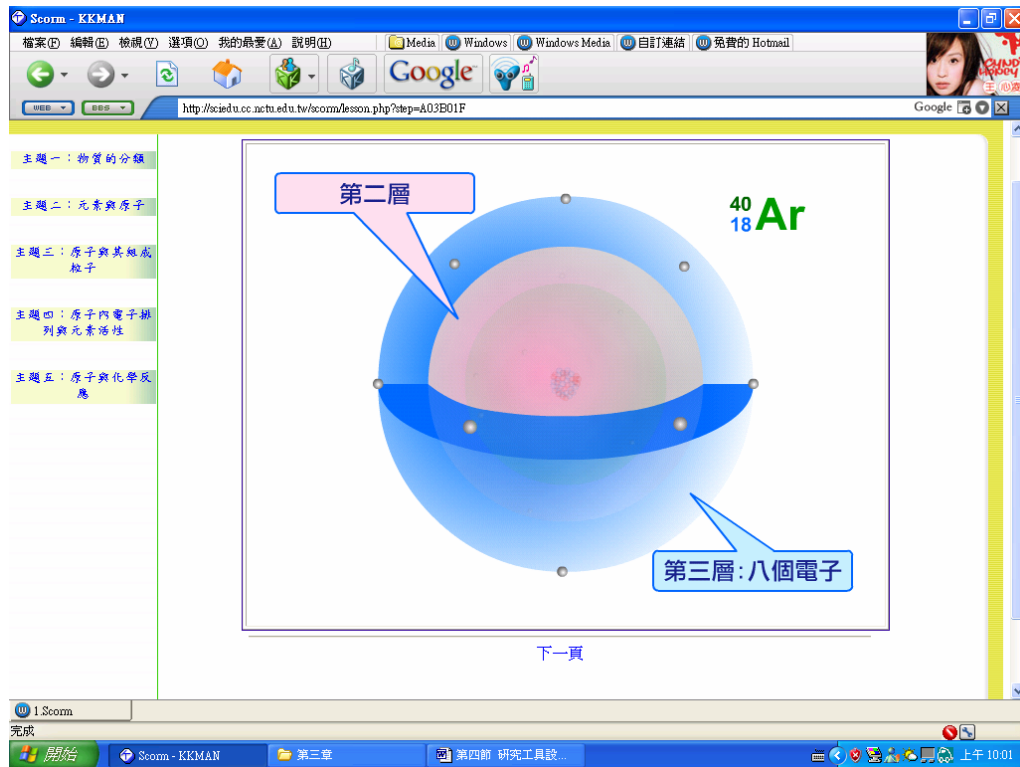 Scorm - KKMAN
檔案(F) 編輯(E) 檢視(V) 選項(O) 我的最愛(A) 說明(H) Media Windows Windows Media 自訂連結 免費的 Hotmail
Google
WEB BBS http://sciedu.cc.nctu.edu.tw/scorm/lesson.php?step=A03B01F Google
主題一：物質的分類
主題二：元素與原子
主題三：原子與其組成
粒子
主題四：原子內電子排
列與元素活性
主題五：原子與化學反
應
第二層
40
18 Ar
第三層：八個電子
下一頁
1.Scorm
完成
開始 Scorm - KKMAN 第三章 第四節 研究工具設... 上午 10:01